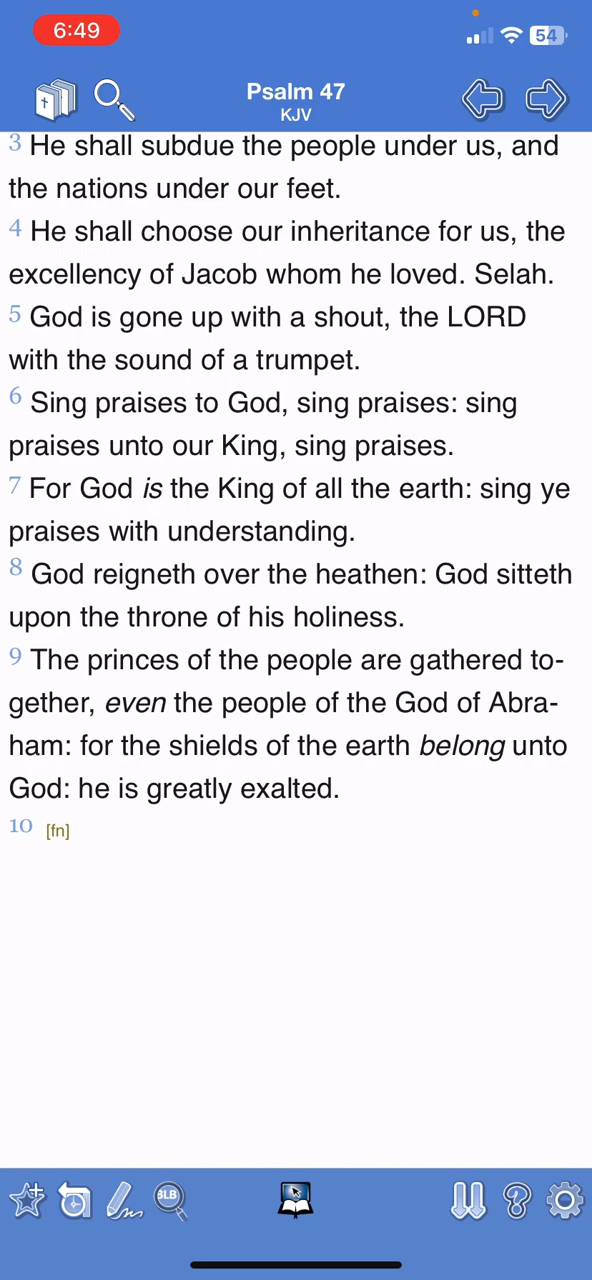 6:49
54
Psalm 47
KJV
3 He shall subdue the people under us, and
the nations under our feet.
4 He shall choose our inheritance for us, the
excellency of Jacob whom he loved. Selah.
5 God is gone up with a shout, the LORD
with the sound of a trumpet.
6 Sing praises to God, sing praises: sing
praises unto our King, sing praises.
7 For God is the King of all the earth: sing ye
praises with understanding.
8 God reigneth over the heathen: God sitteth
upon the throne of his holiness.
9 The princes of the people are gathered to-
gether, even the people of the God of Abra-
ham: for the shields of the earth belong unto
God: he is greatly exalted.
10 [fn]
BLB